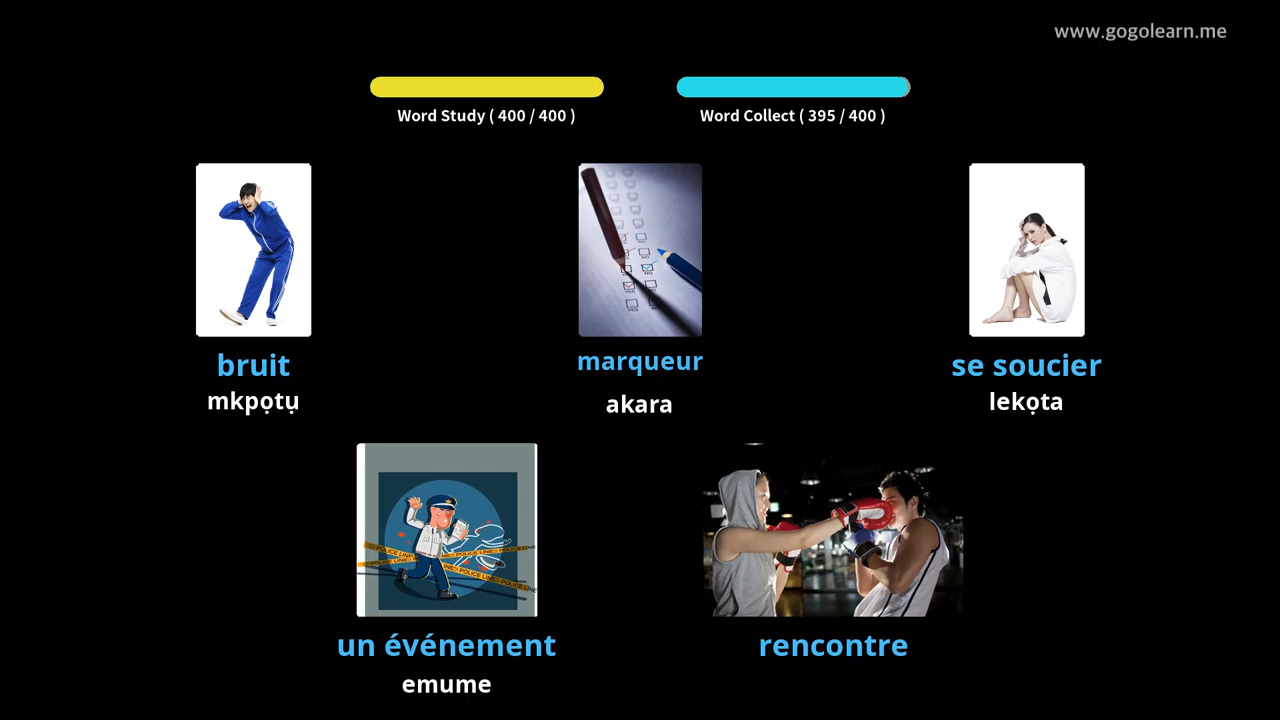 www.gogolearn.me
Word Study ( 400 / 400 )
Word Collect ( 395 / 400 )
bruit
mkpọtụ
marqueur
akara
se soucier
lekọta
un événement
emume
rencontre